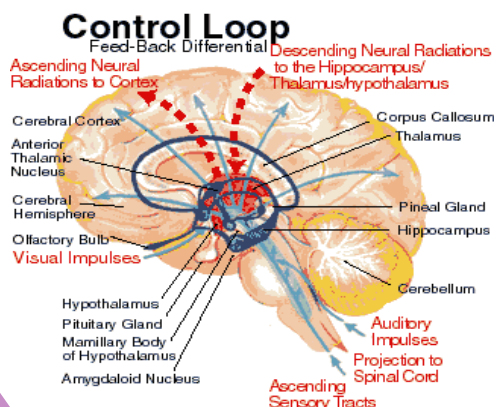 Control Loop
Feed-Back Differential
Ascending Neural
Radiations to Cortex
Descending Neural Radiations
to the Hippocampus/
Thalamus/hypothalamus
Cerebral Cortex
Anterior
Thalamic
Nucleus
Cerebral
Hemisphere
Olfactory Bulb
Visual Impulses
Corpus Callosum
Thalamus
Pineal Gland
Hippocampus
Cerebellum
Hypothalamus
Pituitary Gland
Mamillary Body
of Hypothalamus
Amygdaloid Nucleus
Auditory
Impulses
Projection to
Spinal Cord
Ascending
Sensory Tracts